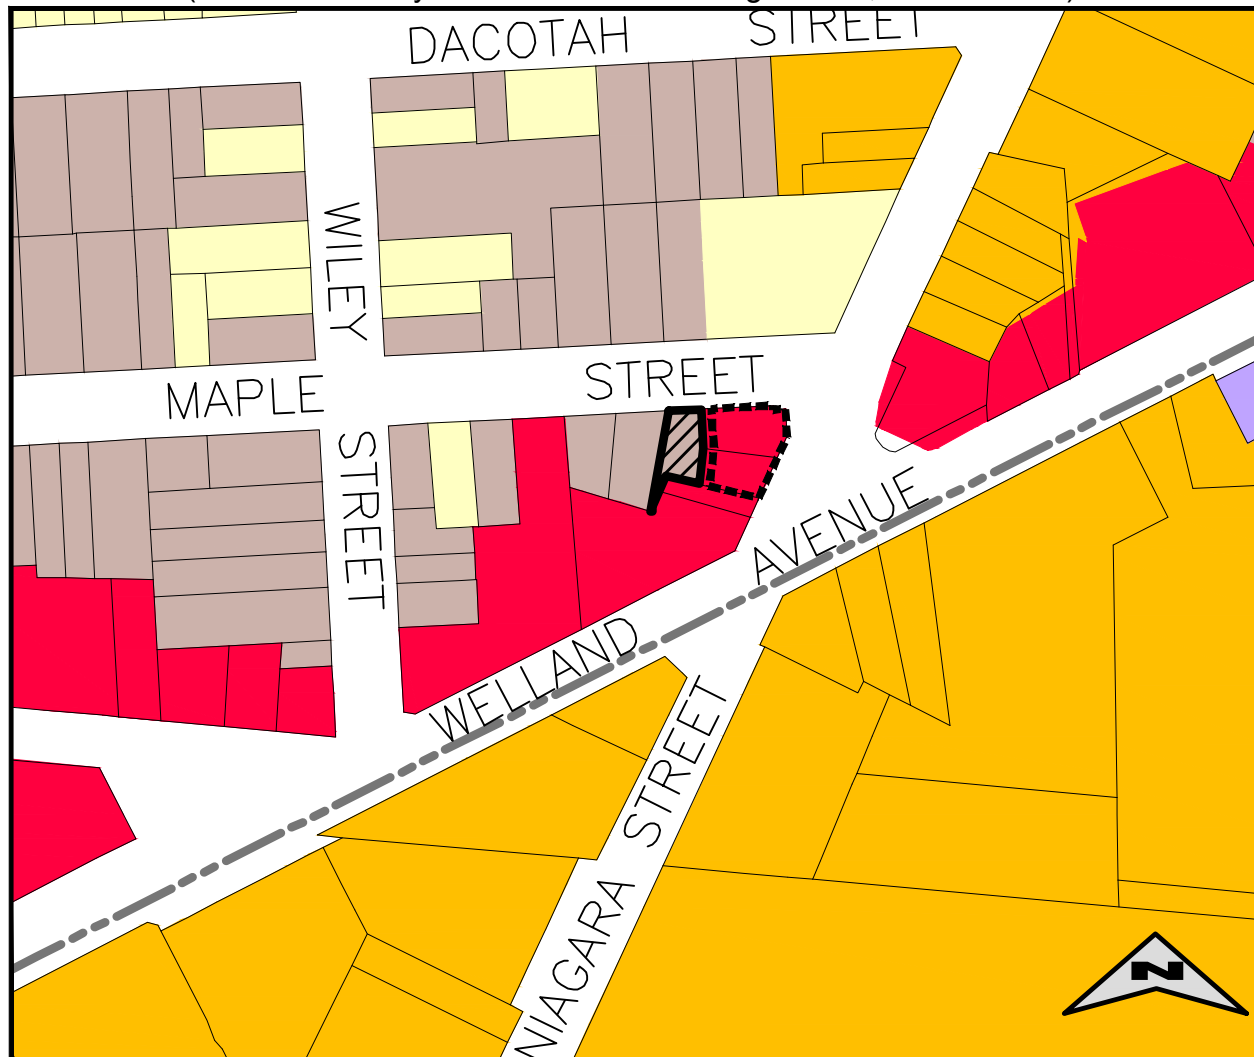 DACOTAH STREET
WILEY STREET
MAPLE STREET
WELLAND AVENUE
NIAGARA STREET
N